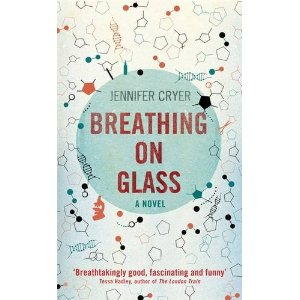 JENNIFER CRYER
BREATHING
ON
GLASS
A NOVEL
'Breathtakingly good, fascinating and funny'
Tessa Hadley, author of The London Train